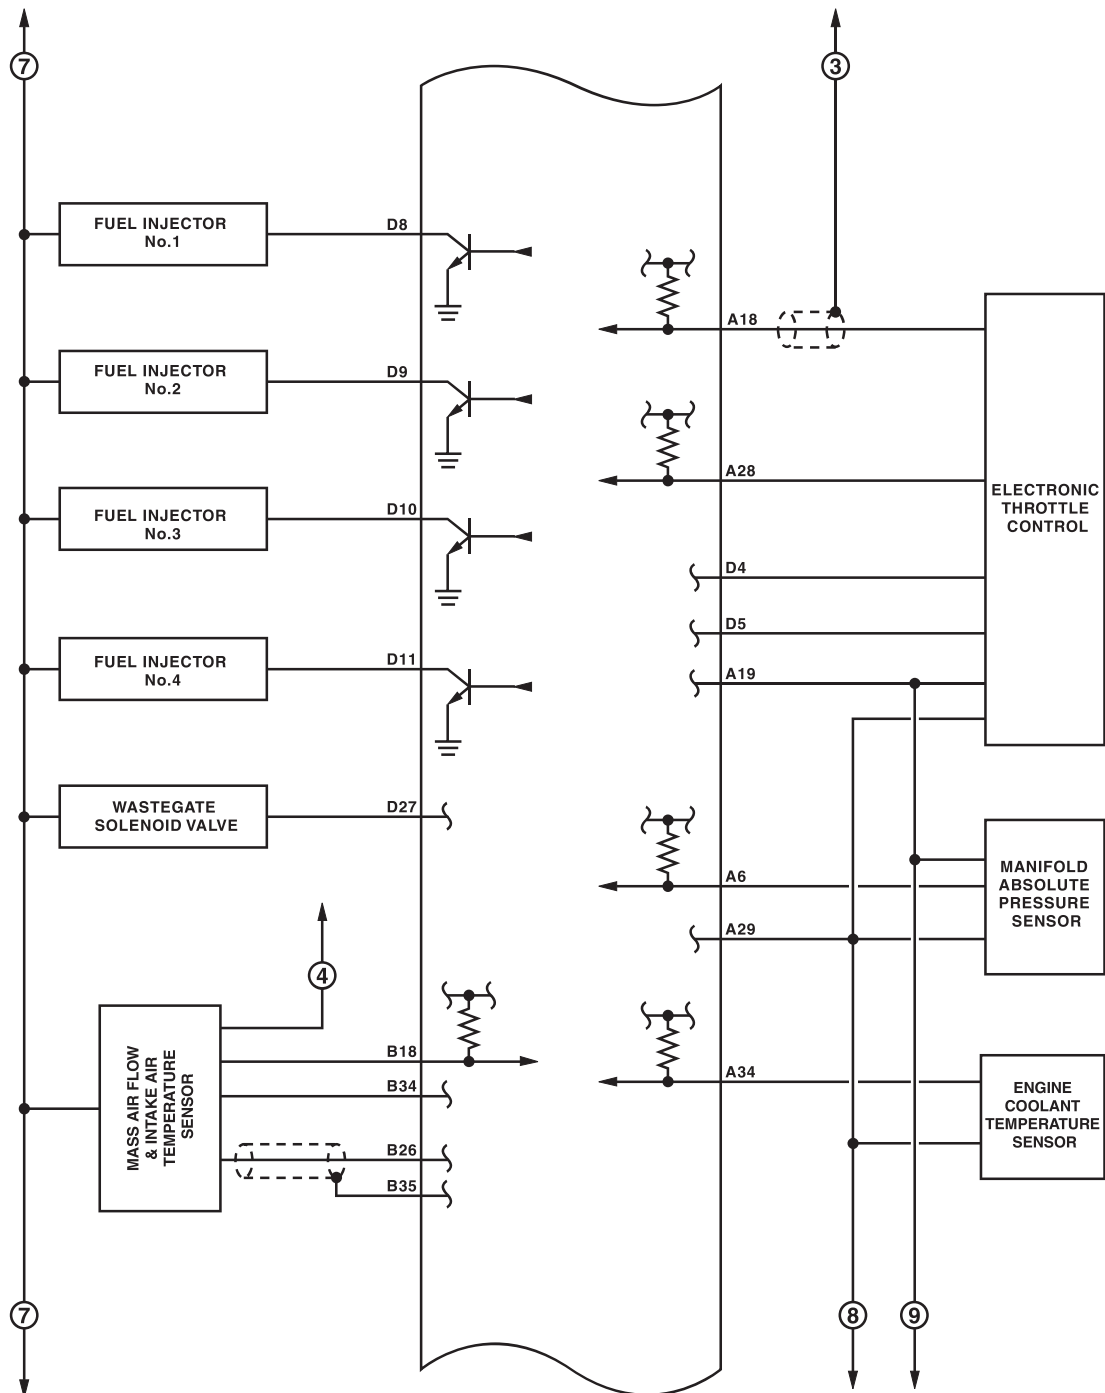 7
3
FUEL INJECTOR
No.1
D8
A18
FUEL INJECTOR
No.2
D9
A28
FUEL INJECTOR
No.3
D10
ELECTRONIC
THROTTLE
CONTROL
D4
D5
FUEL INJECTOR
No.4
D11
A19
WASTEGATE
SOLENOID VALVE
D27
A6
MANIFOLD
ABSOLUTE
PRESSURE
SENSOR
A29
4
MASS AIR FLOW
& INTAKE AIR
TEMPERATURE
SENSOR
B18
B34
B26
B35
A34
ENGINE
COOLANT
TEMPERATURE
SENSOR
7
8
9